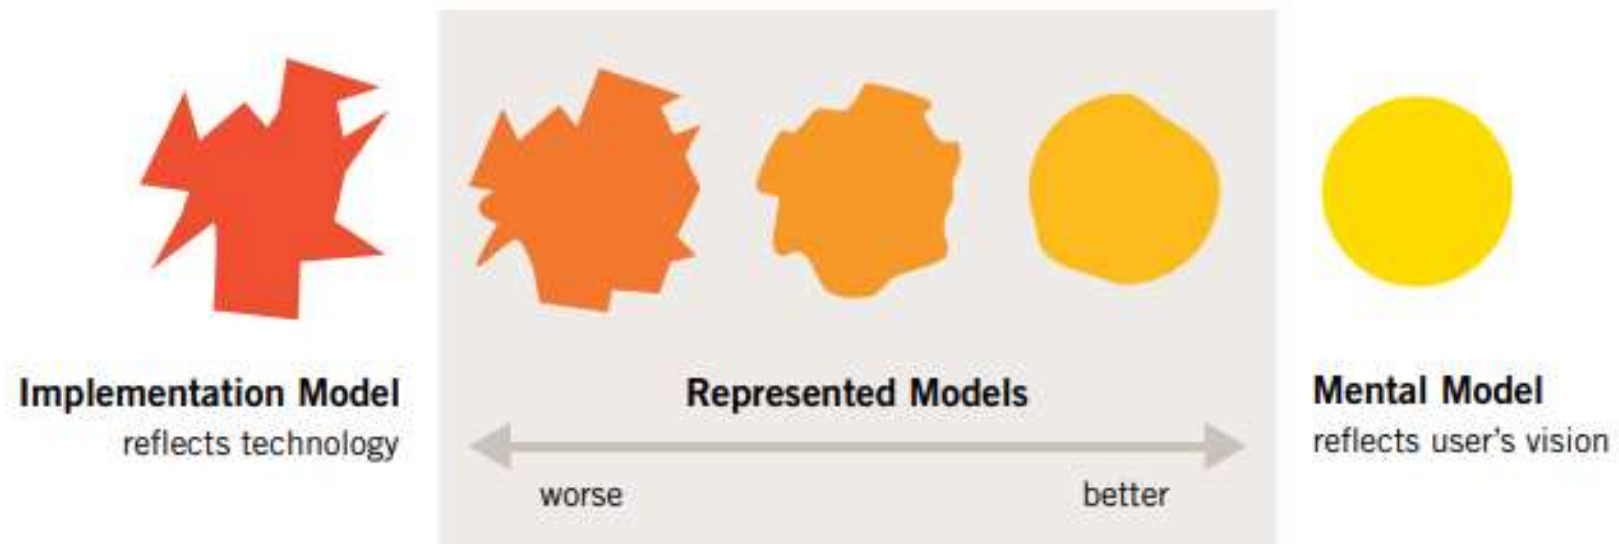 Implementation Model
reflects technology
Represented Models
worse
better
Mental Model
reflects user's vision